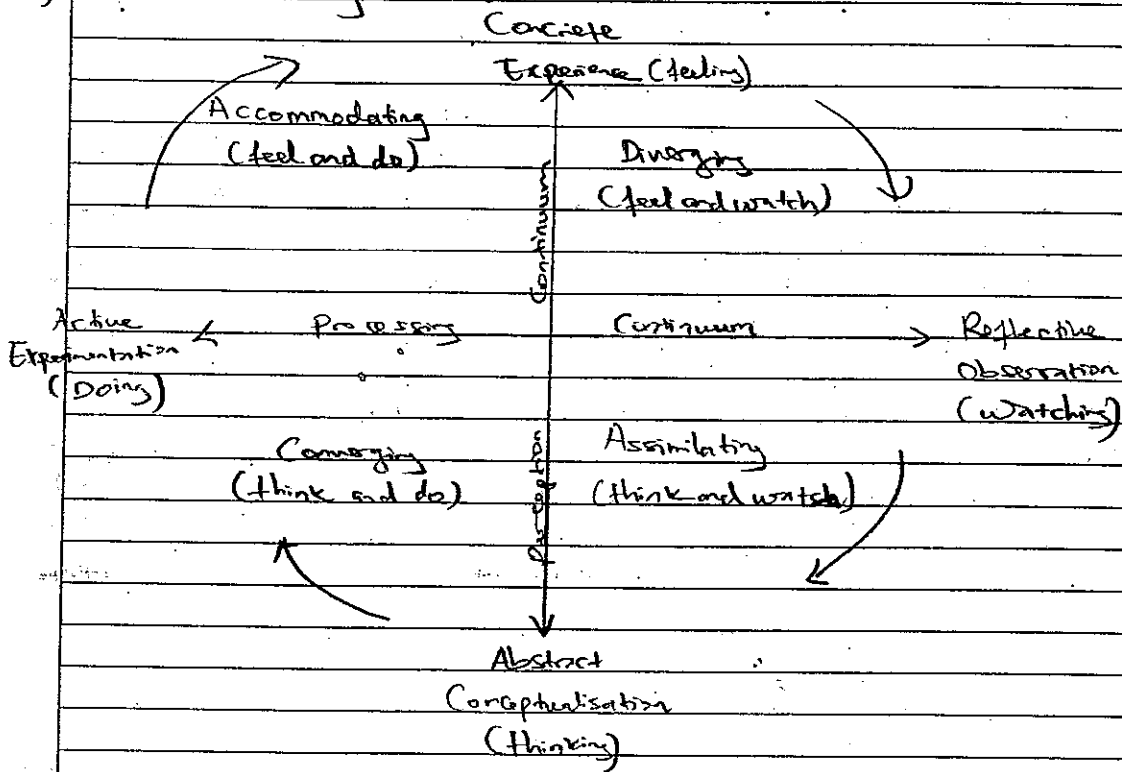 Concrete
Experience (feeling)
Accommodating
(feel and do)
Diverging
(feel and watch)
Continuum
Active
Experimentation
(Doing)
Processing
Continuum
Reflective
Observation
(Watching)
Converging
(think and do)
Assimilating
(think and watch)
Perception
Abstract
Conceptualisation
(thinking)